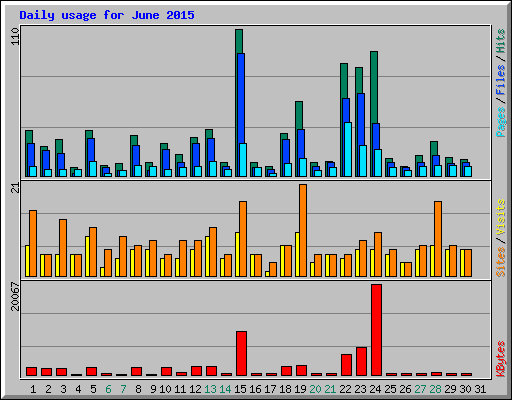 Daily usage for June 2015
110
Pages / Files / Hits
21
Sites / Visits
20067
KBytes
1 2 3 4 5 6 7 8 9 10 11 12 13 14 15 16 17 18 19 20 21 22 23 24 25 26 27 28 29 30 31